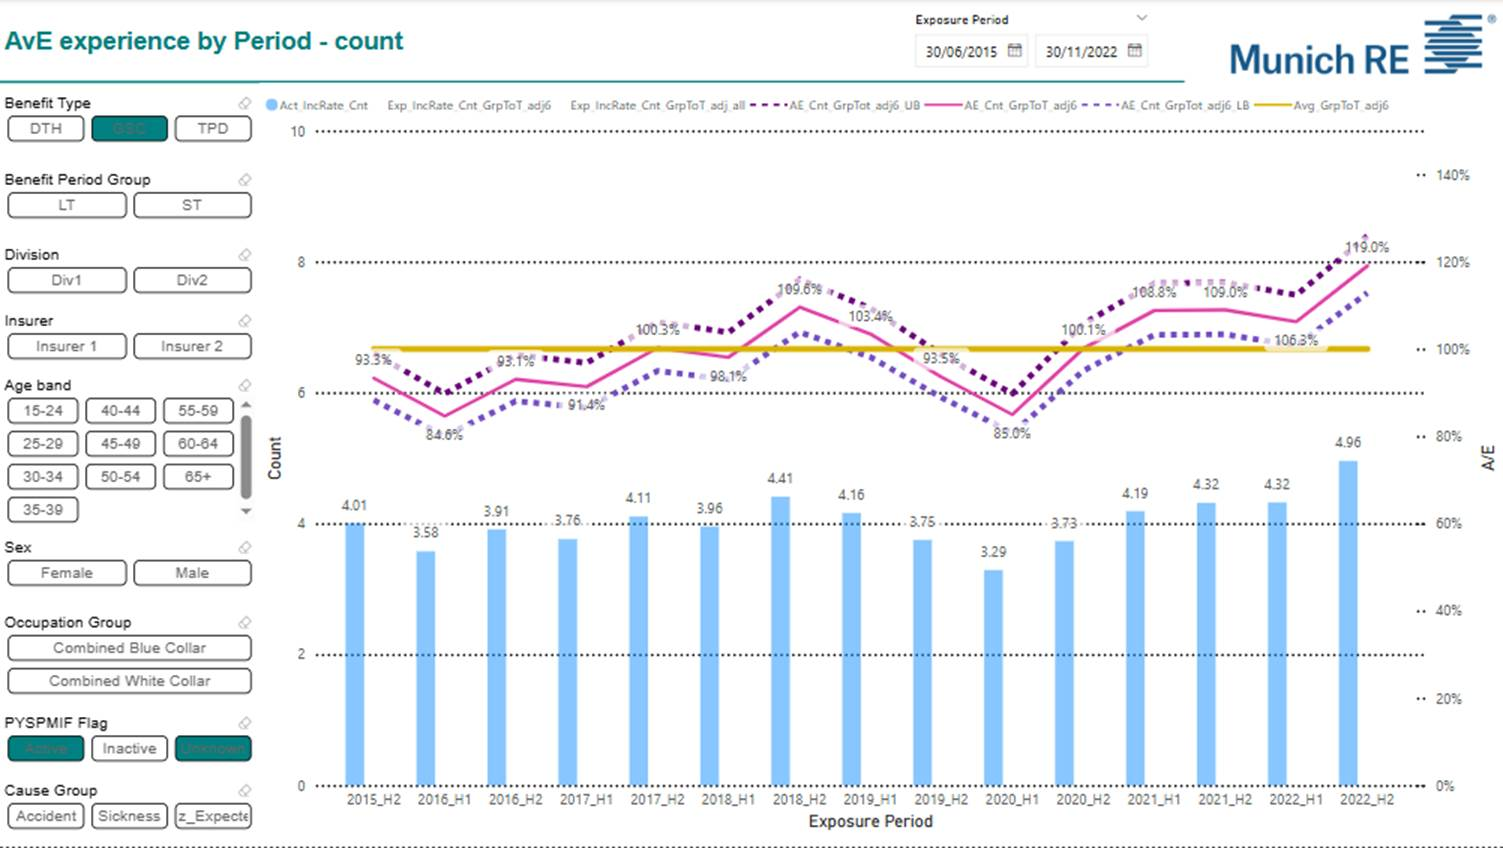 AvE experience by Period - count
Exposure Period
30/06/2015 30/11/2022
Munich RE
®
Benefit Type
DTH GSC TPD
Benefit Period Group
LT ST
Division
Div1 Div2
Insurer
Insurer 1 Insurer 2
Age band
15-24 40-44 55-59
25-29 45-49 60-64
30-34 50-54 65+
35-39
Sex
Female Male
Occupation Group
Combined Blue Collar
Combined White Collar
PYSPMIF Flag
Active Inactive Unknown
Cause Group
Accident Sickness z_Expecte
Act_IncRate_Cnt Exp_IncRate_Cnt_GrpToT_adj6 Exp_IncRate_Cnt_GrpToT_adj_all AE_Cnt_GrpTot_adj6_UB AE_Cnt_GrpToT_adj6 AE_Cnt_GrpTot_adj6_LB Avg_GrpToT_adj6
10
8
6
4
2
0
Count
140%
120%
100%
80%
60%
40%
20%
0%
A/E
93.3% 84.6% 93.1% 91.4% 100.3% 98.1% 109.6% 103.4% 93.5% 85.0% 100.1% 108.8% 109.0% 106.3% 119.0%
4.01 3.58 3.91 3.76 4.11 3.96 4.41 4.16 3.75 3.29 3.73 4.19 4.32 4.32 4.96
2015_H2 2016_H1 2016_H2 2017_H1 2017_H2 2018_H1 2018_H2 2019_H1 2019_H2 2020_H1 2020_H2 2021_H1 2021_H2 2022_H1 2022_H2
Exposure Period